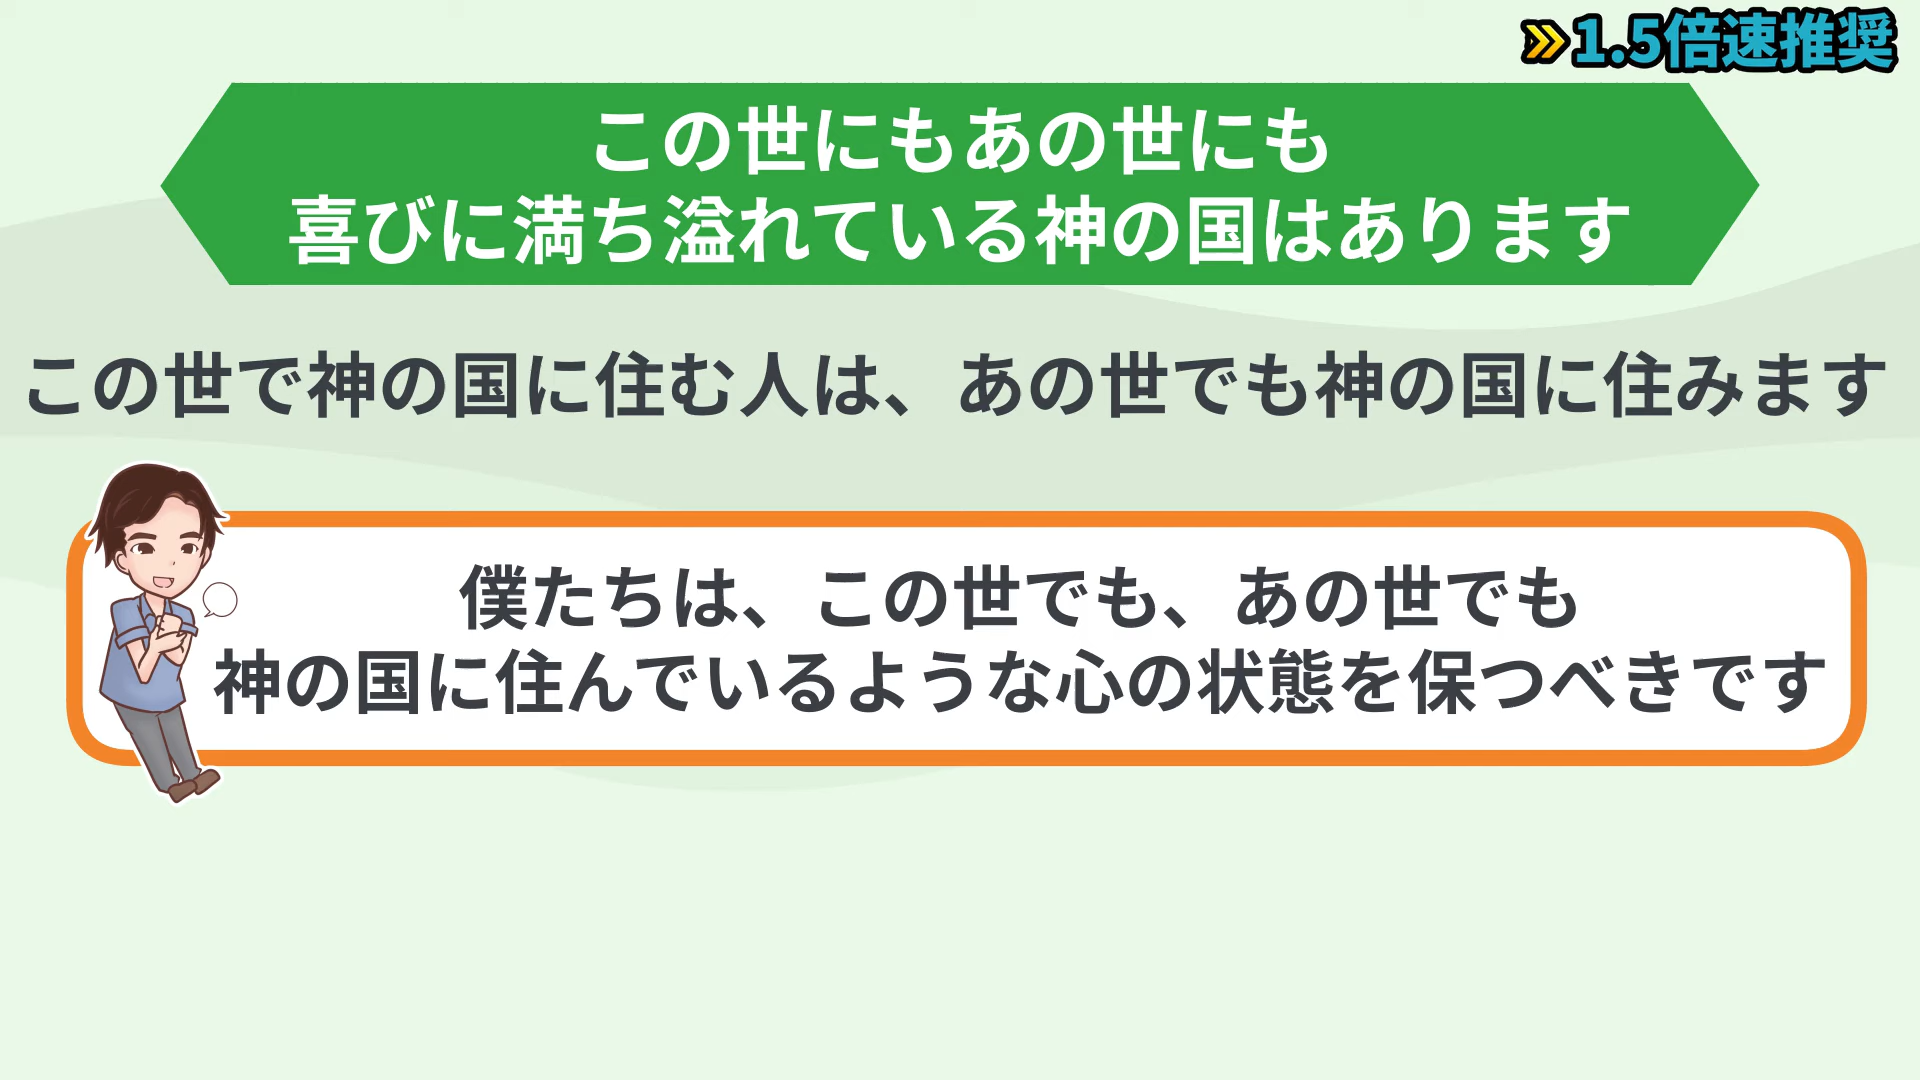 1.5倍速推奨
この世にもあの世にも
喜びに満ち溢れている神の国はあります
この世で神の国に住む人は、あの世でも神の国に住みます
僕たちは、この世でも、あの世でも
神の国に住んでいるような心の状態を保つべきです